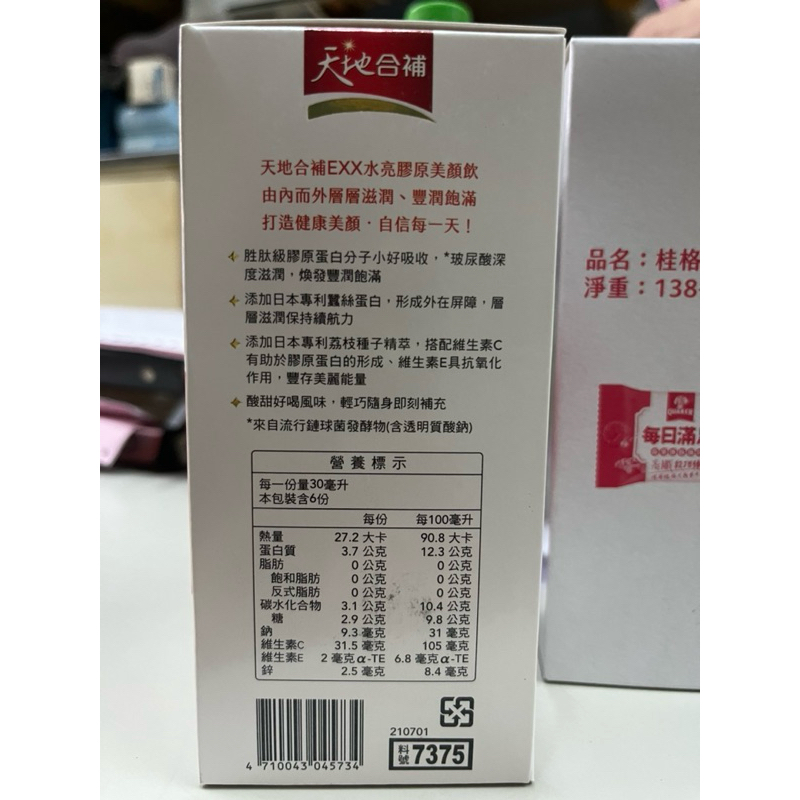 天地合補
天地合補EXX水亮膠原美顏飲
由內而外層層滋潤、豐潤飽滿
打造健康美顏．自信每一天！
胜肽級膠原蛋白分子小好吸收，*玻尿酸深
度滋潤，煥發豐潤飽滿
添加日本專利蠶絲蛋白，形成外在屏障，層
層滋潤保持續航力
添加日本專利荔枝種子精萃，搭配維生素C
有助於膠原蛋白的形成、維生素E具抗氧化
作用，豐存美麗能量
酸甜好喝風味，輕巧隨身即刻補充
*來自流行鏈球菌發酵物(含透明質酸鈉)
營養標示
每一份量30毫升
本包裝含6份
每份 每100毫升
熱量 27.2 大卡 90.8 大卡
蛋白質 3.7 公克 12.3 公克
脂肪 0 公克 0 公克
飽和脂肪 0 公克 0 公克
反式脂肪 0 公克 0 公克
碳水化合物 3.1 公克 10.4 公克
糖 2.9 公克 9.8 公克
鈉 9.3 毫克 31 毫克
維生素C 31.5 毫克 105 毫克
維生素E 2 毫克α-TE 6.8 毫克α-TE
鋅 2.5 毫克 8.4 毫克
4 710043 045734
210701
料號 7375
品名：桂格
淨重：138
QUAKER
每日滿